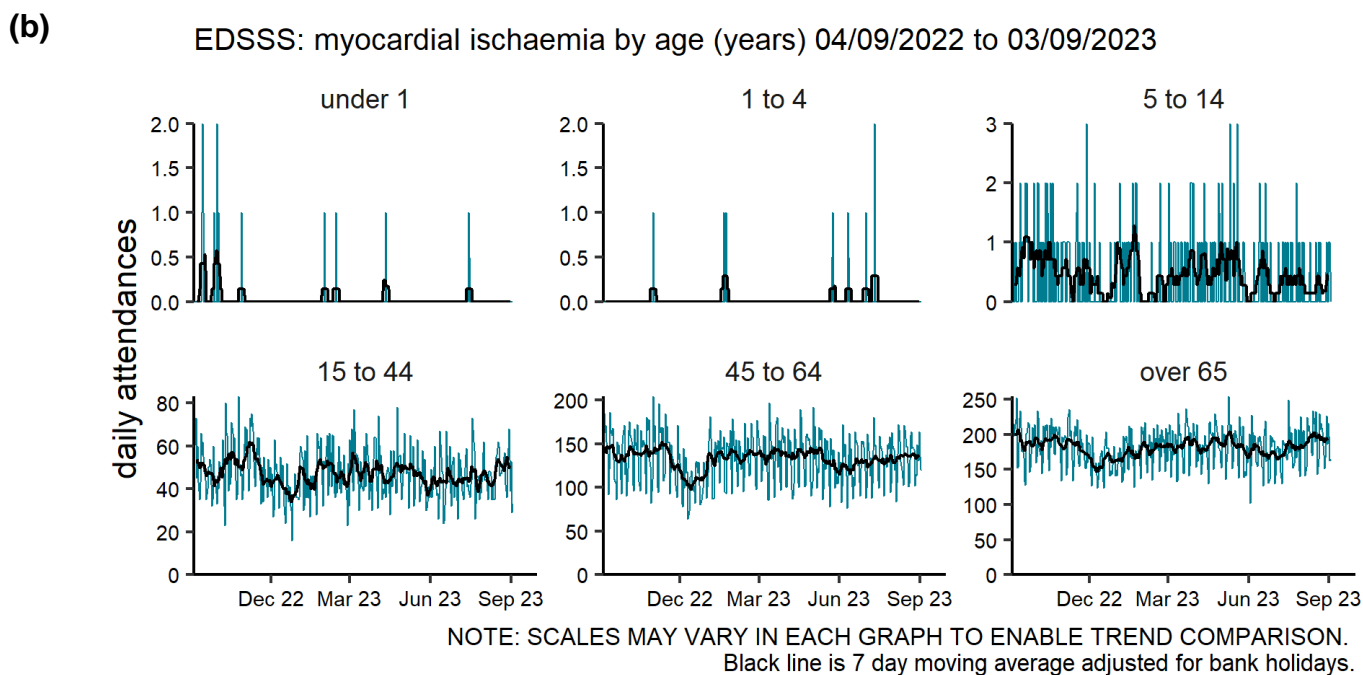 (b)
EDSSS: myocardial ischaemia by age (years) 04/09/2022 to 03/09/2023
daily attendances
under 1
2.0
1.5
1.0
0.5
0.0
1 to 4
2.0
1.5
1.0
0.5
0.0
5 to 14
3
2
1
0
15 to 44
80
60
40
20
0
Dec 22 Mar 23 Jun 23 Sep 23
45 to 64
200
150
100
50
0
Dec 22 Mar 23 Jun 23 Sep 23
over 65
250
200
150
100
50
0
Dec 22 Mar 23 Jun 23 Sep 23
NOTE: SCALES MAY VARY IN EACH GRAPH TO ENABLE TREND COMPARISON.
Black line is 7 day moving average adjusted for bank holidays.